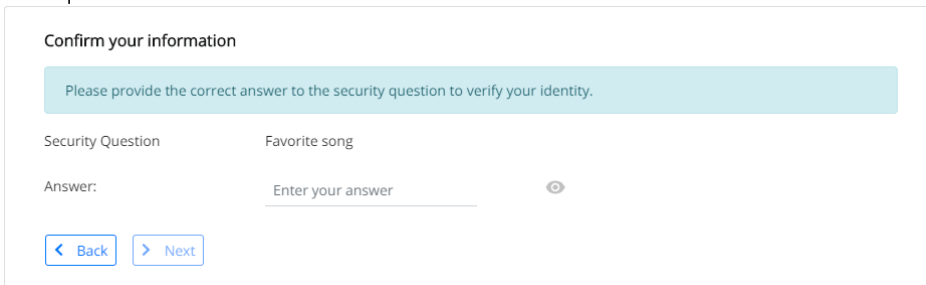 Confirm your information
Please provide the correct answer to the security question to verify your identity.
Security Question Favorite song
Answer: Enter your answer
Back Next